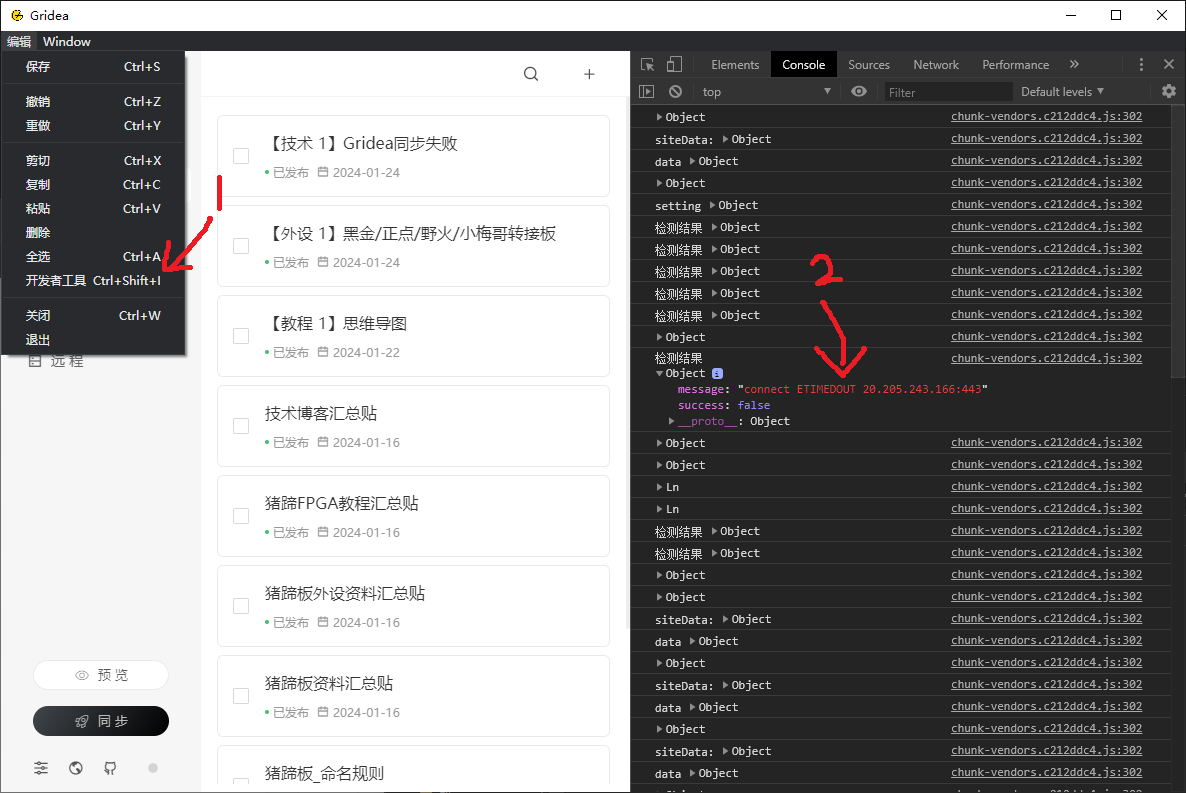 Gridea
编辑 Window
保存 Ctrl+S
撤销 Ctrl+Z
重做 Ctrl+Y
剪切 Ctrl+X
复制 Ctrl+C
粘贴 Ctrl+V
删除
全选 Ctrl+A
开发者工具 Ctrl+Shift+I
关闭 Ctrl+W
退出
远程
预览
同步
1
【技术 1】Gridea同步失败
已发布 2024-01-24
【外设 1】黑金/正点/野火/小梅哥转接板
已发布 2024-01-24
【教程 1】思维导图
已发布 2024-01-22
技术博客汇总贴
已发布 2024-01-16
猪蹄FPGA教程汇总贴
已发布 2024-01-16
猪蹄板外设资料汇总贴
已发布 2024-01-16
猪蹄板资料汇总贴
已发布 2024-01-16
猪蹄板_命名规则
Elements Console Sources Network Performance »
top Filter Default levels
Object chunk-vendors.c212ddc4.js:302
siteData: Object chunk-vendors.c212ddc4.js:302
data Object chunk-vendors.c212ddc4.js:302
Object chunk-vendors.c212ddc4.js:302
setting Object chunk-vendors.c212ddc4.js:302
检测结果 Object chunk-vendors.c212ddc4.js:302
检测结果 Object chunk-vendors.c212ddc4.js:302
检测结果 Object chunk-vendors.c212ddc4.js:302
2
检测结果 Object chunk-vendors.c212ddc4.js:302
检测结果 Object chunk-vendors.c212ddc4.js:302
Object chunk-vendors.c212ddc4.js:302
检测结果 chunk-vendors.c212ddc4.js:302
Object i
message: "connect ETIMEDOUT 20.205.243.166:443"
success: false
__proto__: Object
Object chunk-vendors.c212ddc4.js:302
Object chunk-vendors.c212ddc4.js:302
Ln chunk-vendors.c212ddc4.js:302
Ln chunk-vendors.c212ddc4.js:302
检测结果 Object chunk-vendors.c212ddc4.js:302
检测结果 Object chunk-vendors.c212ddc4.js:302
Object chunk-vendors.c212ddc4.js:302
Object chunk-vendors.c212ddc4.js:302
siteData: Object chunk-vendors.c212ddc4.js:302
data Object chunk-vendors.c212ddc4.js:302
Object chunk-vendors.c212ddc4.js:302
siteData: Object chunk-vendors.c212ddc4.js:302
data Object chunk-vendors.c212ddc4.js:302
Object chunk-vendors.c212ddc4.js:302
siteData: Object chunk-vendors.c212ddc4.js:302
data Object chunk-vendors.c212ddc4.js:302